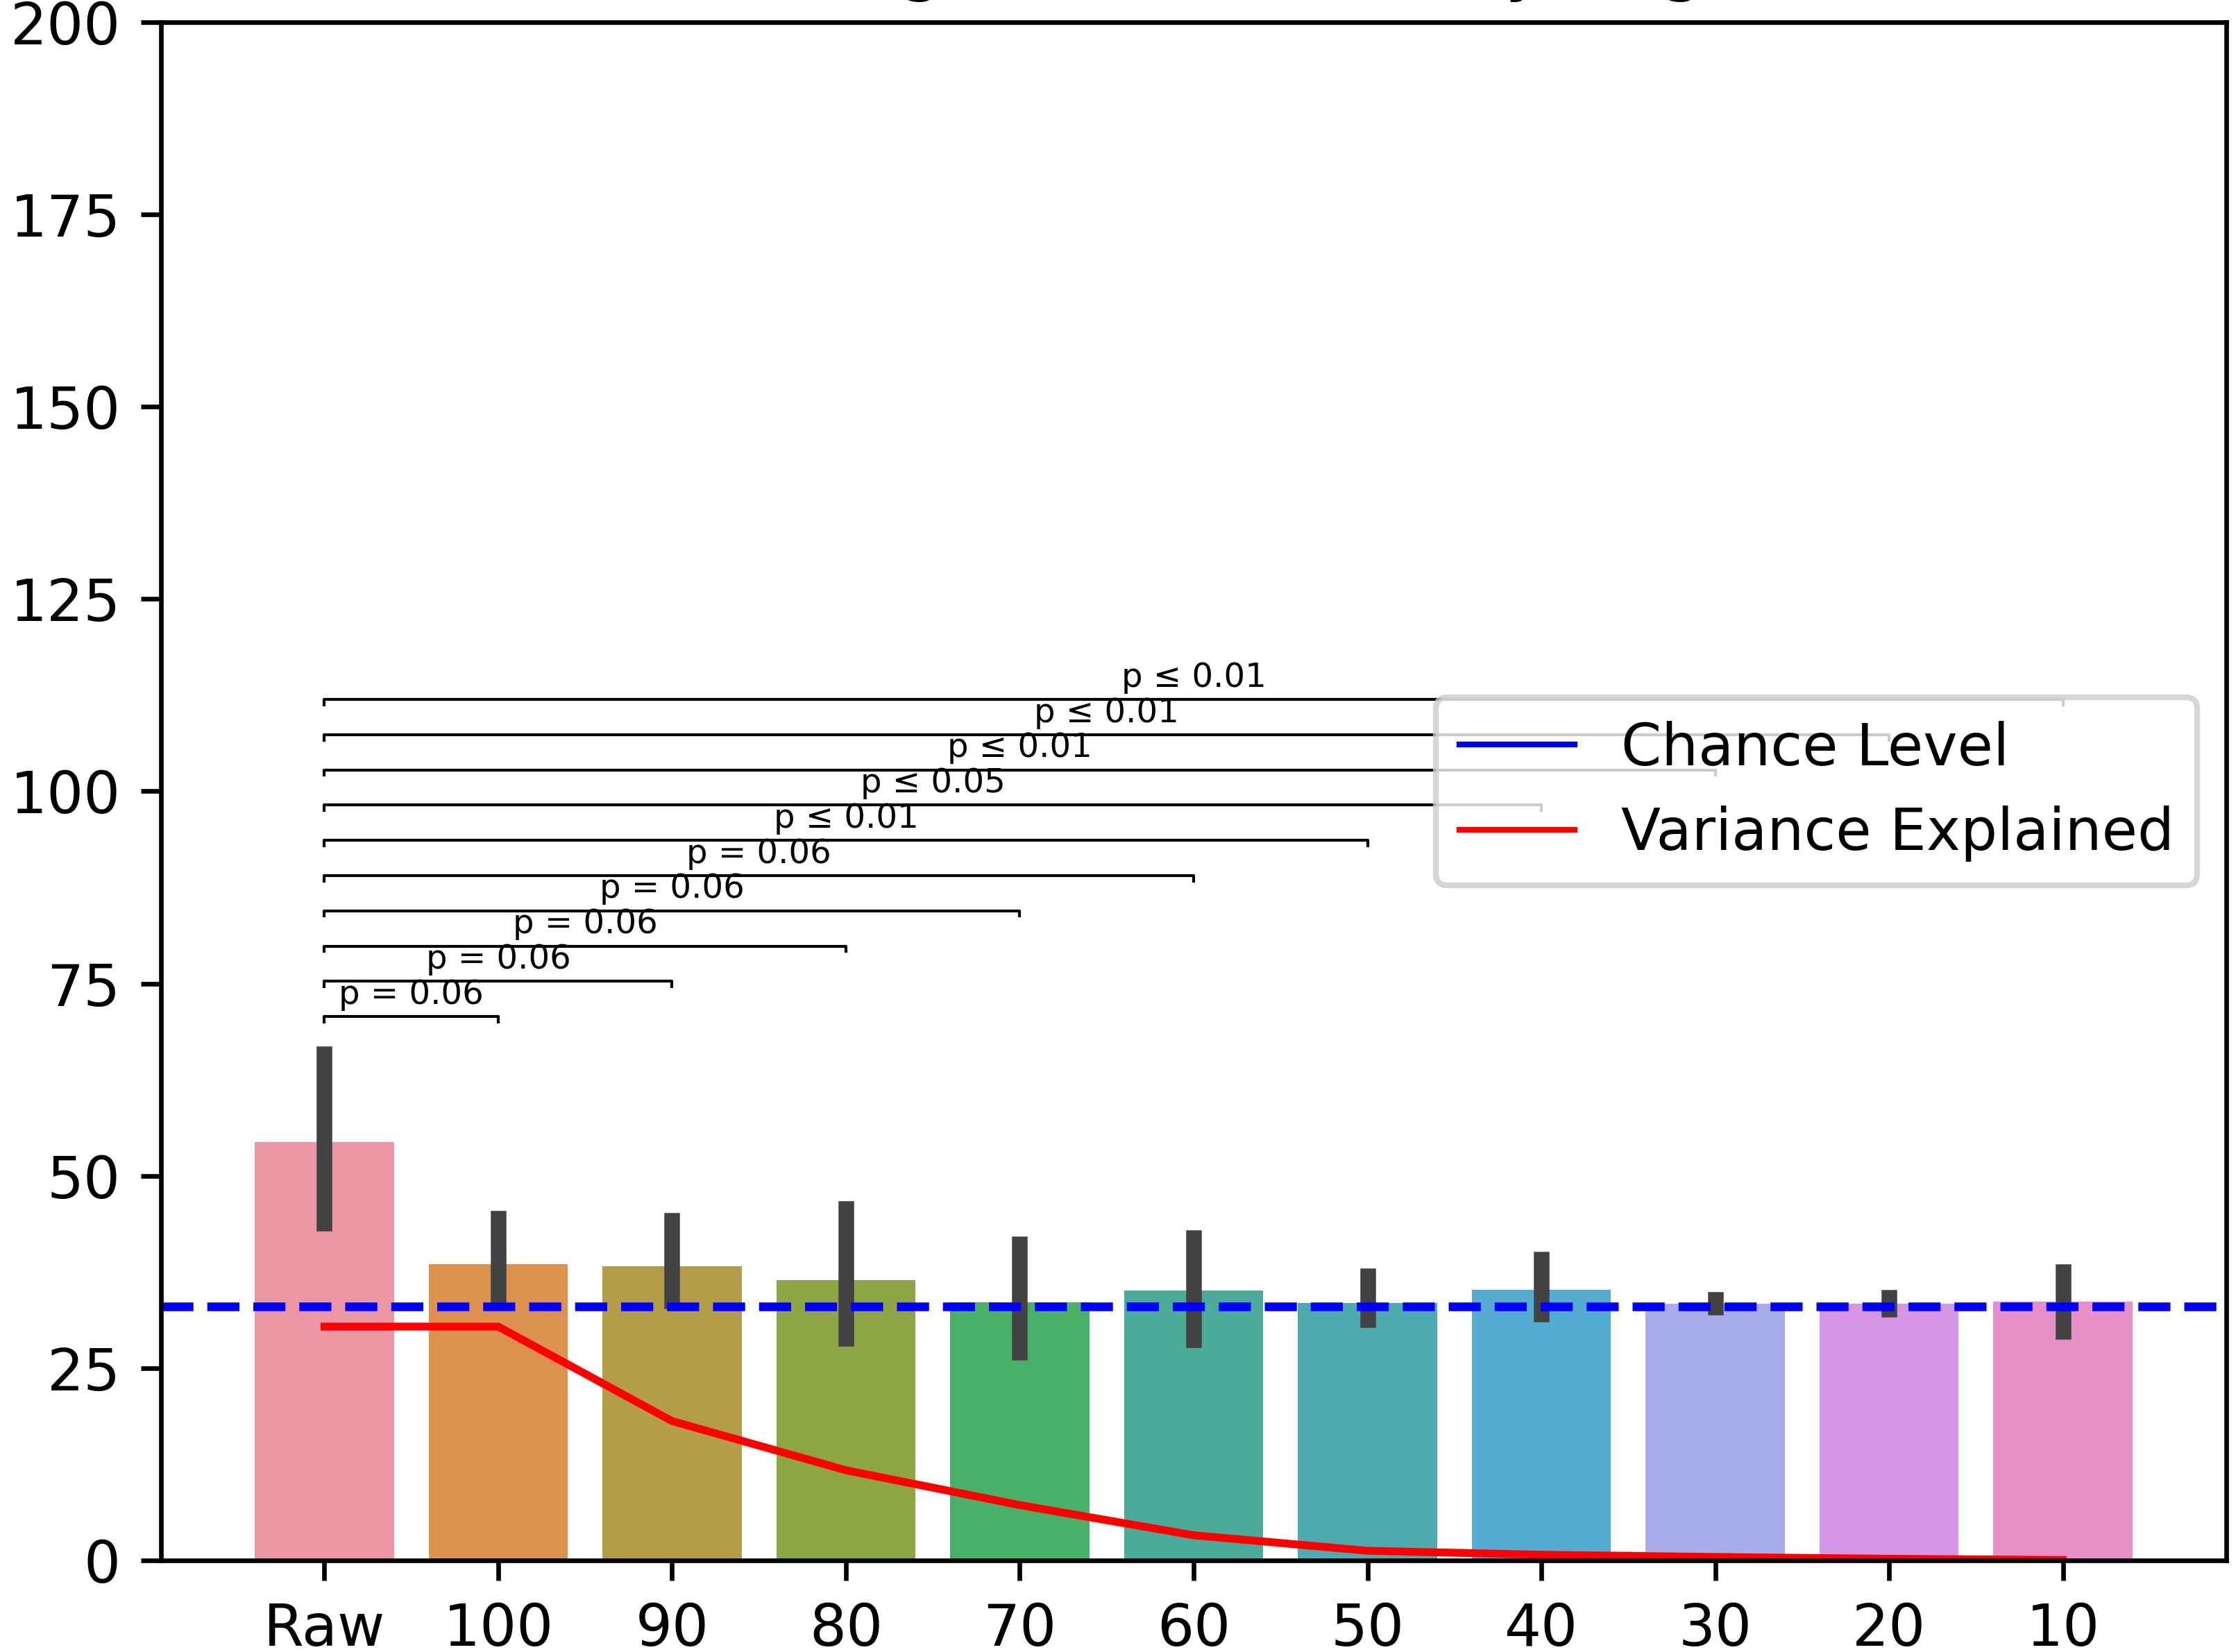 200
175
150
125
100
75
50
25
0
p ≤ 0.01
p ≤ 0.01
p ≤ 0.01
p ≤ 0.05
p ≤ 0.01
p = 0.06
p = 0.06
p = 0.06
p = 0.06
p = 0.06
Chance Level
Variance Explained
Raw 100 90 80 70 60 50 40 30 20 10